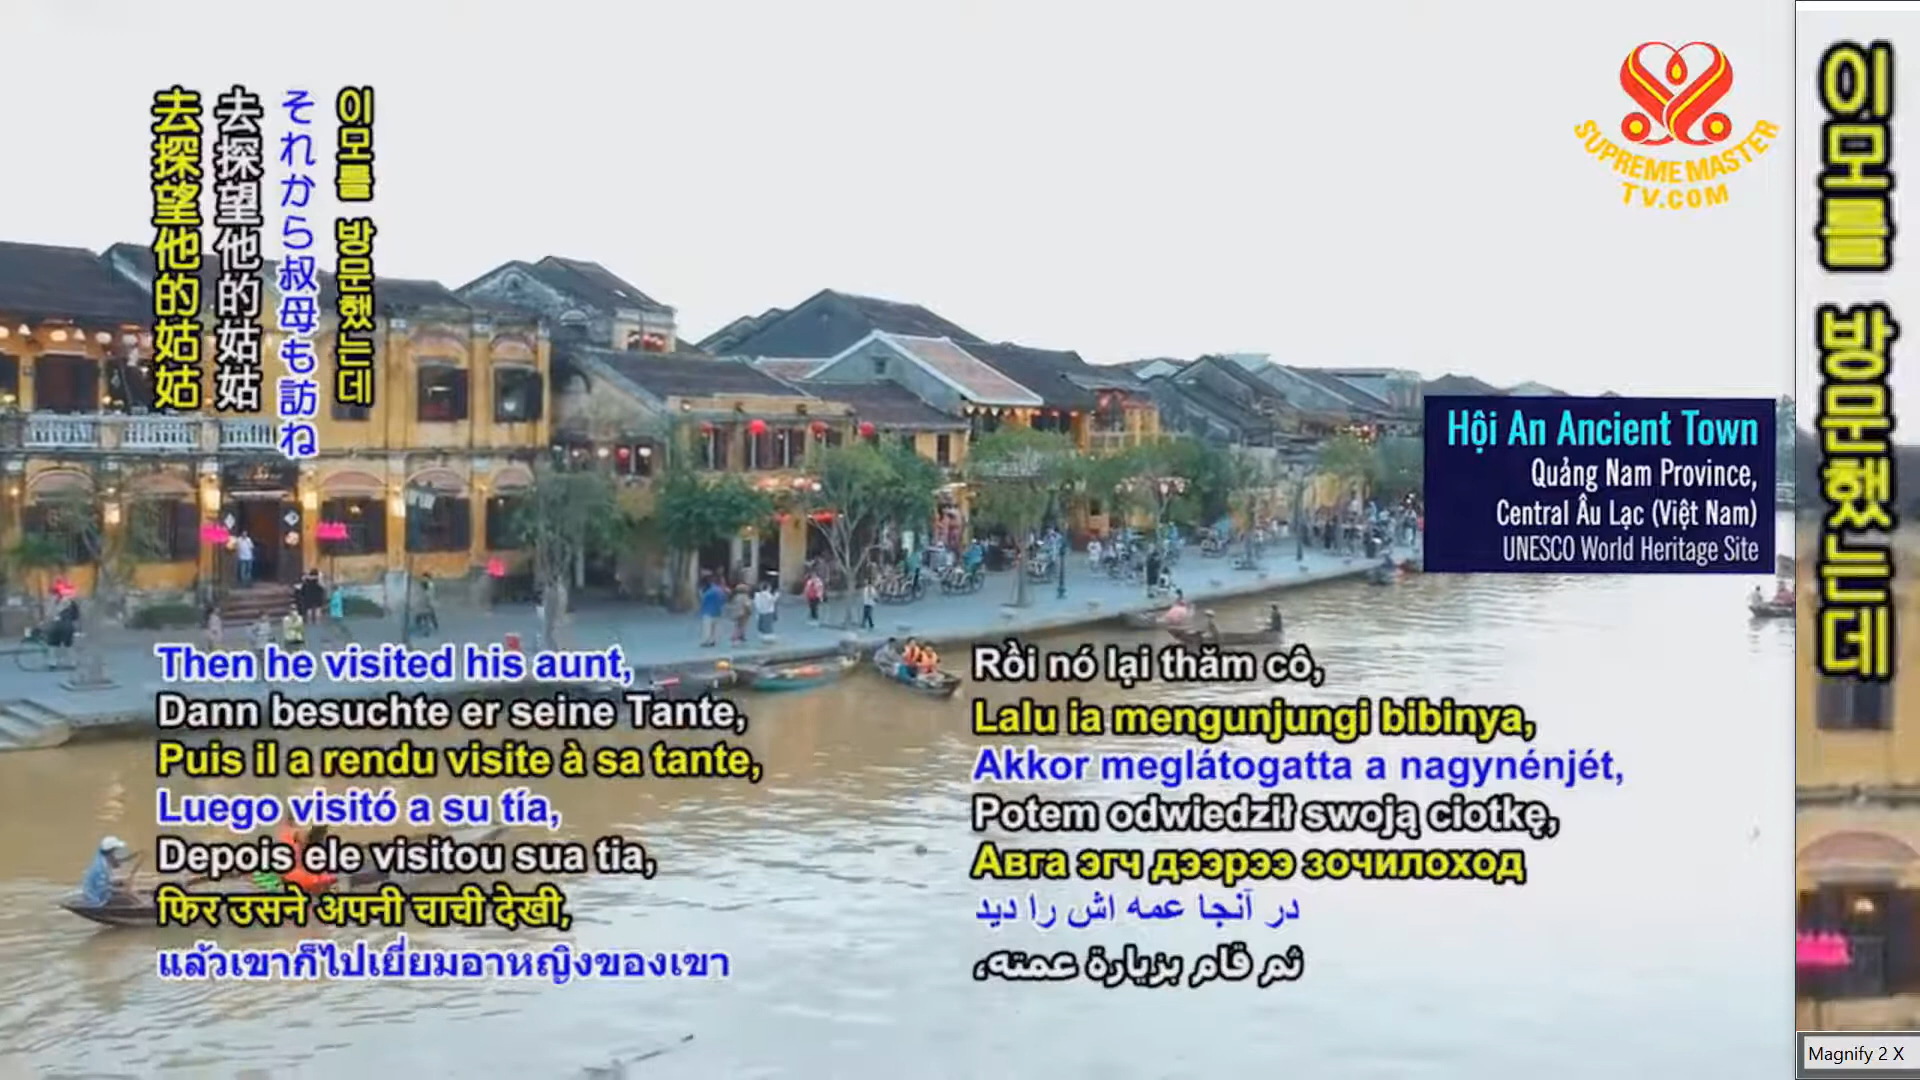 去探望他的姑姑
去探望他的姑姑
それから叔母も訪ね
이모를 방문했는데
SUPREME MASTER
TV.COM
Hội An Ancient Town
Quảng Nam Province,
Central Âu Lạc (Việt Nam)
UNESCO World Heritage Site
Then he visited his aunt,
Dann besuchte er seine Tante,
Puis il a rendu visite à sa tante,
Luego visitó a su tía,
Depois ele visitou sua tia,
फिर उसने अपनी चाची देखी,
แล้วเขาก็ไปเยี่ยมอาหญิงของเขา
Rồi nó lại thăm cô,
Lalu ia mengunjungi bibinya,
Akkor meglátogatta a nagynénjét,
Potem odwiedził swoją ciotkę,
Авга эгч дээрээ зочилоход
در آنجا عمه اش را دید
ثم قام بزيارة عمته،
이모를 방문했는데
Magnify 2 X